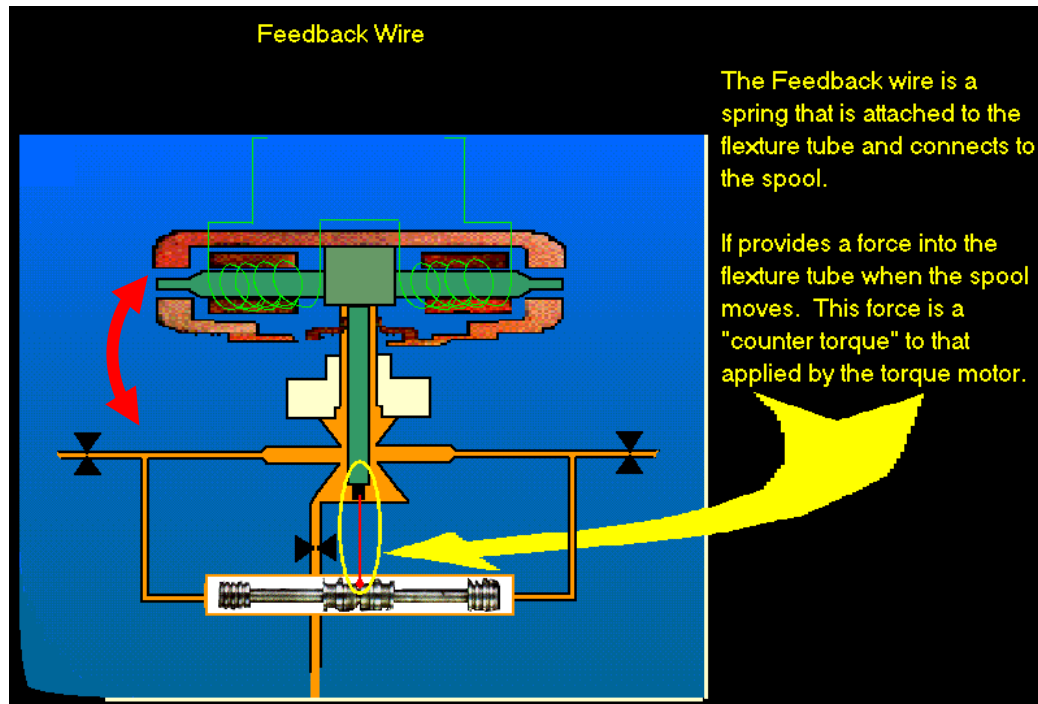 Feedback Wire
The Feedback wire is a
spring that is attached to the
flexture tube and connects to
the spool.
If provides a force into the
flexture tube when the spool
moves. This force is a
"counter torque" to that
applied by the torque motor.